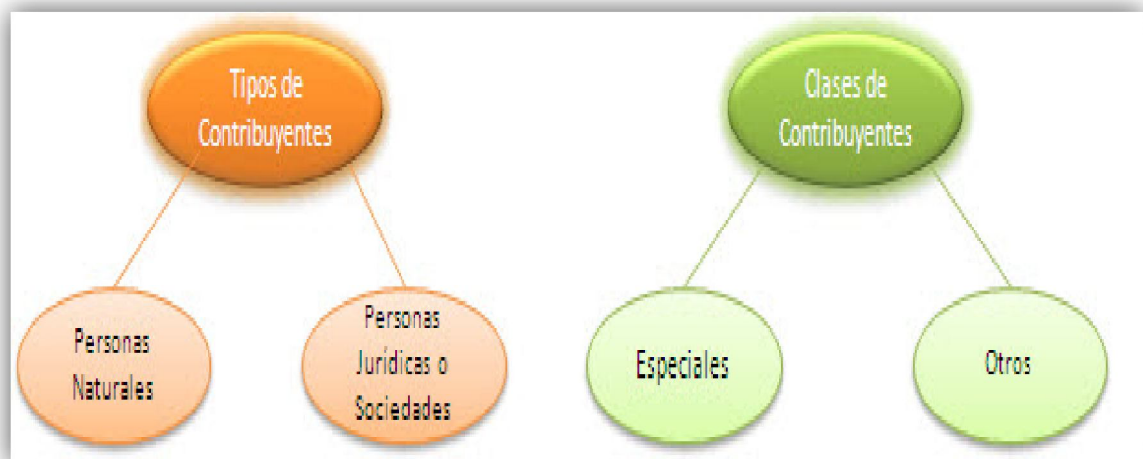 Tipos de
Contribuyentes
Personas
Naturales
Personas
Jurídicas o
Sociedades
Clases de
Contribuyentes
Especiales
Otros